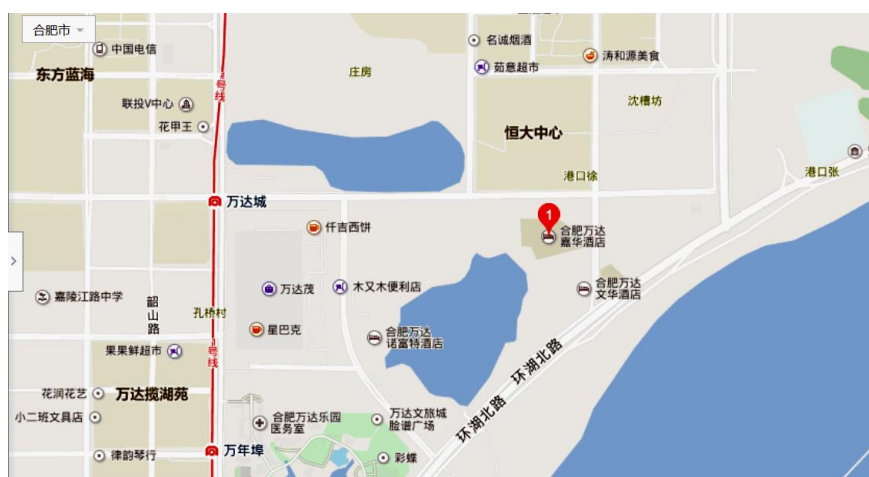 合肥市
中国电信
东方蓝海
1号线
庄房
名诚烟酒
茹意超市
涛和源美食
联投V中心
花甲王
沈槽坊
恒大中心
港口徐
港口张
万达城
仟吉西饼
1
合肥万达
嘉华酒店
嘉陵江路中学
韶山路
孔桥村
万达茂
木又木便利店
合肥万达
文华酒店
星巴克
合肥万达
诺富特酒店
果果鲜超市
1号线
环湖北路
花润花艺
万达揽湖苑
小二班文具店
合肥万达乐园
医务室
万达文旅城
脸谱广场
环湖北路
律韵琴行
万年埠
彩蝶